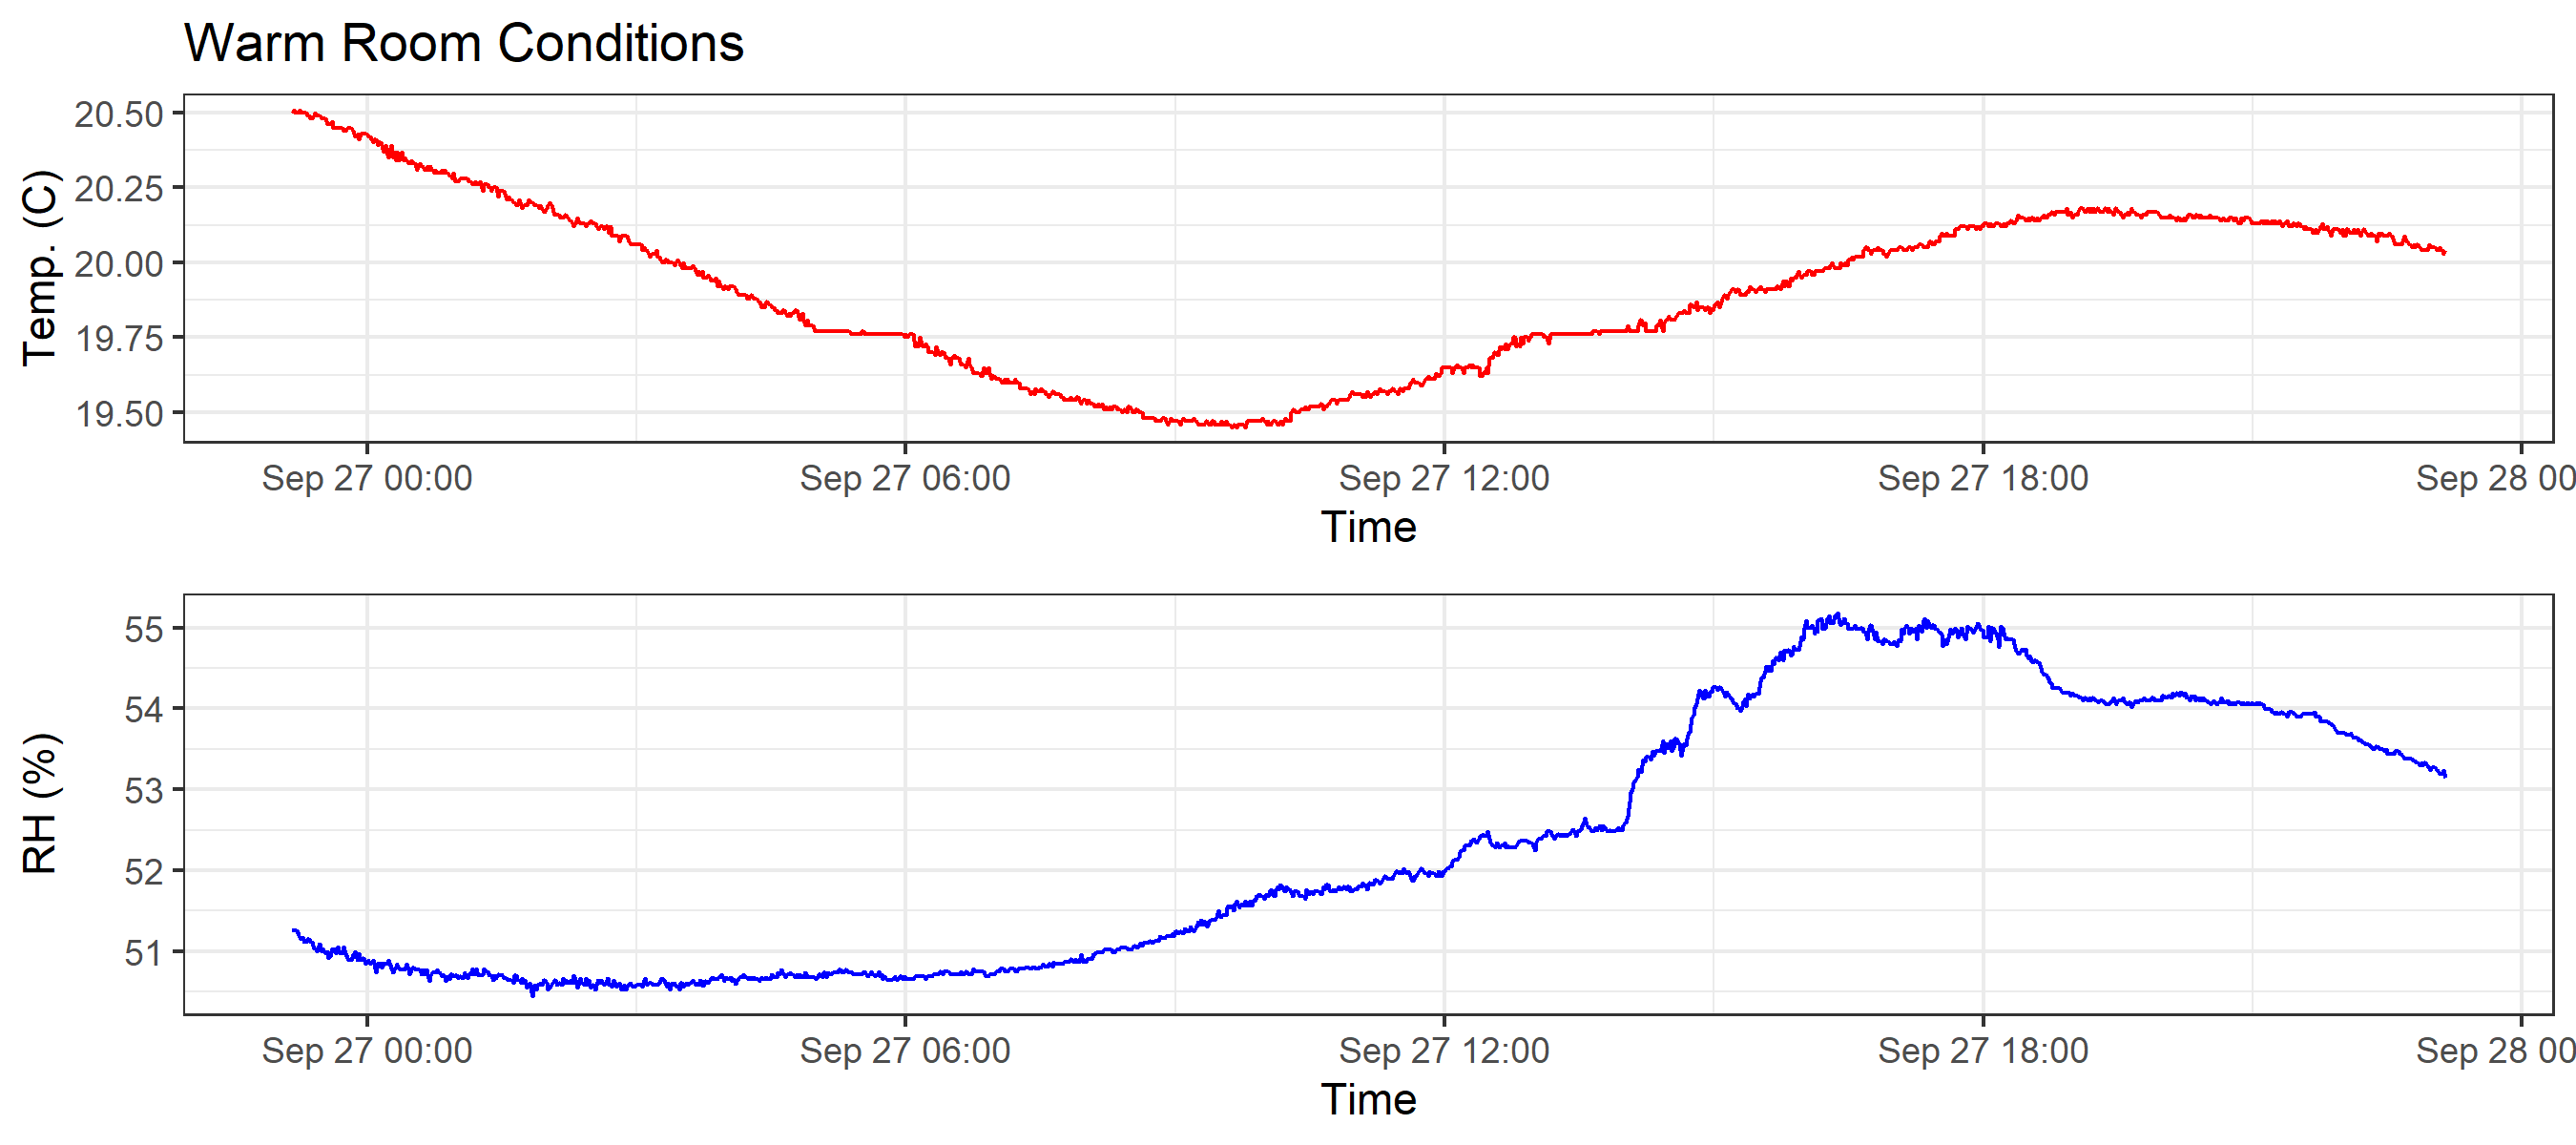 Warm Room Conditions
Temp. (C)
20.50
20.25
20.00
19.75
19.50
Sep 27 00:00 Sep 27 06:00 Sep 27 12:00 Sep 27 18:00 Sep 28 00
Time
RH (%)
55
54
53
52
51
Sep 27 00:00 Sep 27 06:00 Sep 27 12:00 Sep 27 18:00 Sep 28 00
Time